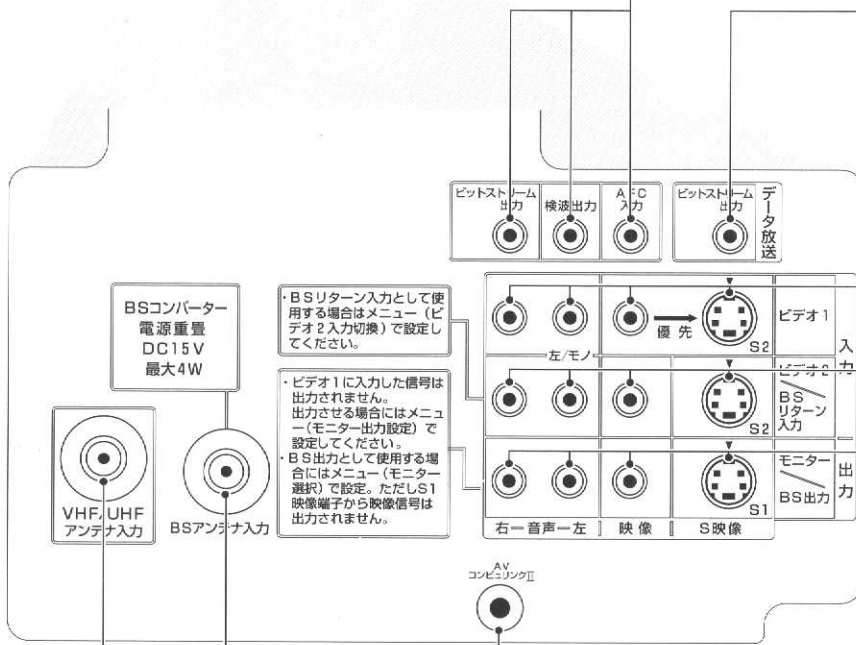 ビットストリーム
出力
検波出力
AFC
入力
ビットストリーム
出力
データ放送
BSコンバーター
電源重畳
DC15V
最大4W
・BSリターン入力として使
用する場合はメニュー(ビ
デオ2入力切換)で設定し
てください。
・ビデオ1に入力した信号は
出力されません。
出力させる場合にはメニュ
ー(モニター出力設定)で
設定してください。
・BS出力として使用する場
合にはメニュー(モニター
選択)で設定。ただしS1
映像端子から映像信号は
出力されません。
優先
S2
ビデオ1
入力
左/モノ
S2
ビデオ2
BS
リターン
入力
S1
モニター
BS出力
出力
右ー音声ー左
映像
S映像
VHF/UHF
アンテナ入力
BSアンテナ入力
AV
コンピュリンクⅡ